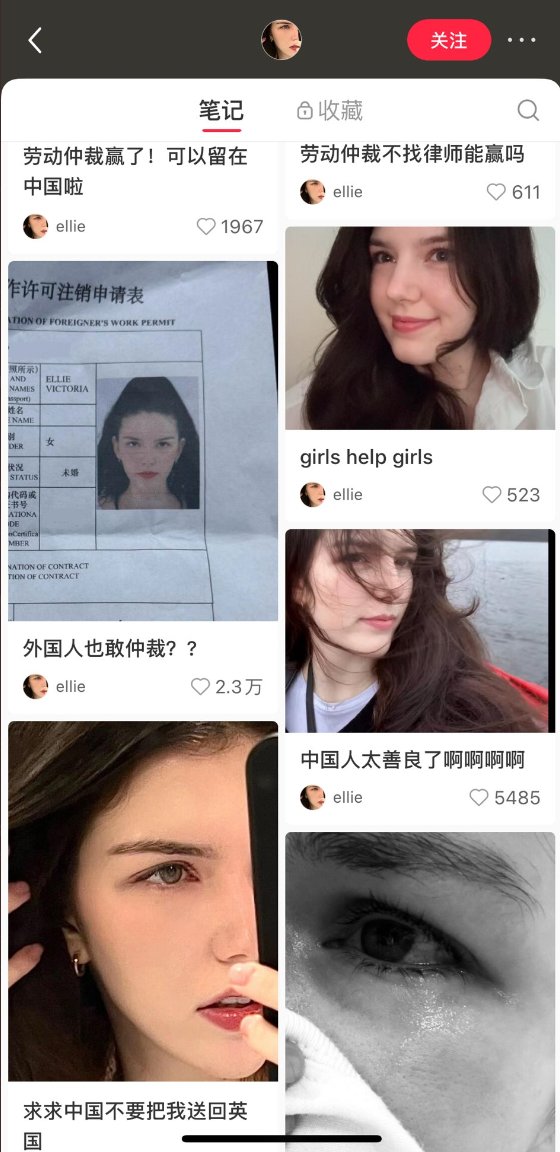 关注
笔记
收藏
劳动仲裁赢了！可以留在
中国啦
ellie
1967
劳动仲裁不找律师能赢吗
ellie
611
作许可注销申请表
ATION OF FOREIGNER'S WORK PERMIT
照所示）
AND
NAMES
assport)
ELLIE
VICTORIA
姓名
E NAME
别
DER
女
状况
STATUS
未婚
代码或
书号
ATIONA
ODE
onCertifica
MBER
NATION OF CONTRACT
TION OF CONTRACT
外国人也敢仲裁？？
ellie
2.3万
girls help girls
ellie
523
中国人太善良了啊啊啊啊
ellie
5485
求求中国不要把我送回英
国